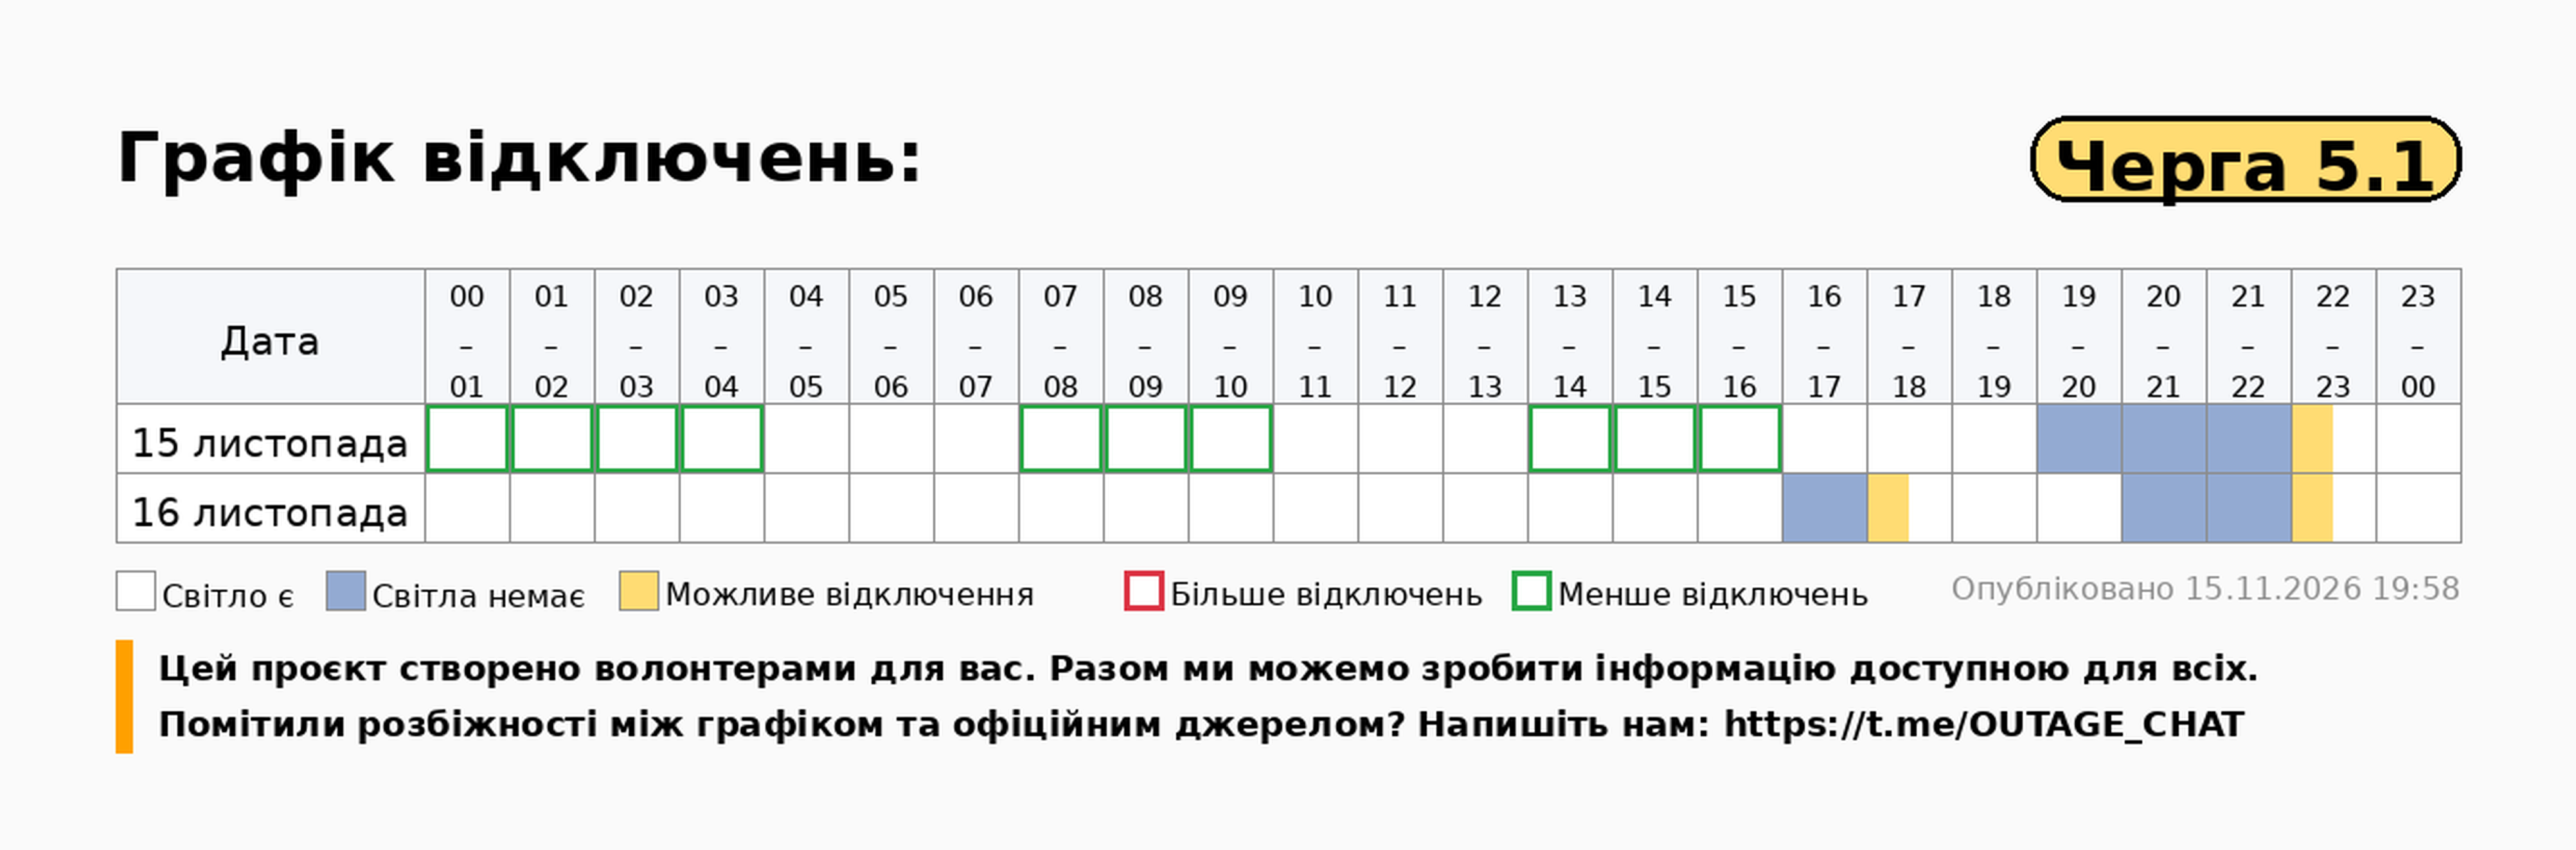 Графік відключень:
Черга 5.1
Дата
00 – 01
01 – 02
02 – 03
03 – 04
04 – 05
05 – 06
06 – 07
07 – 08
08 – 09
09 – 10
10 – 11
11 – 12
12 – 13
13 – 14
14 – 15
15 – 16
16 – 17
17 – 18
18 – 19
19 – 20
20 – 21
21 – 22
22 – 23
23 – 00
15 листопада
16 листопада
Світло є
Світла немає
Можливе відключення
Більше відключень
Менше відключень
Опубліковано 15.11.2026 19:58
Цей проєкт створено волонтерами для вас. Разом ми можемо зробити інформацію доступною для всіх.
Помітили розбіжності між графіком та офіційним джерелом? Напишіть нам: https://t.me/OUTAGE_CHAT